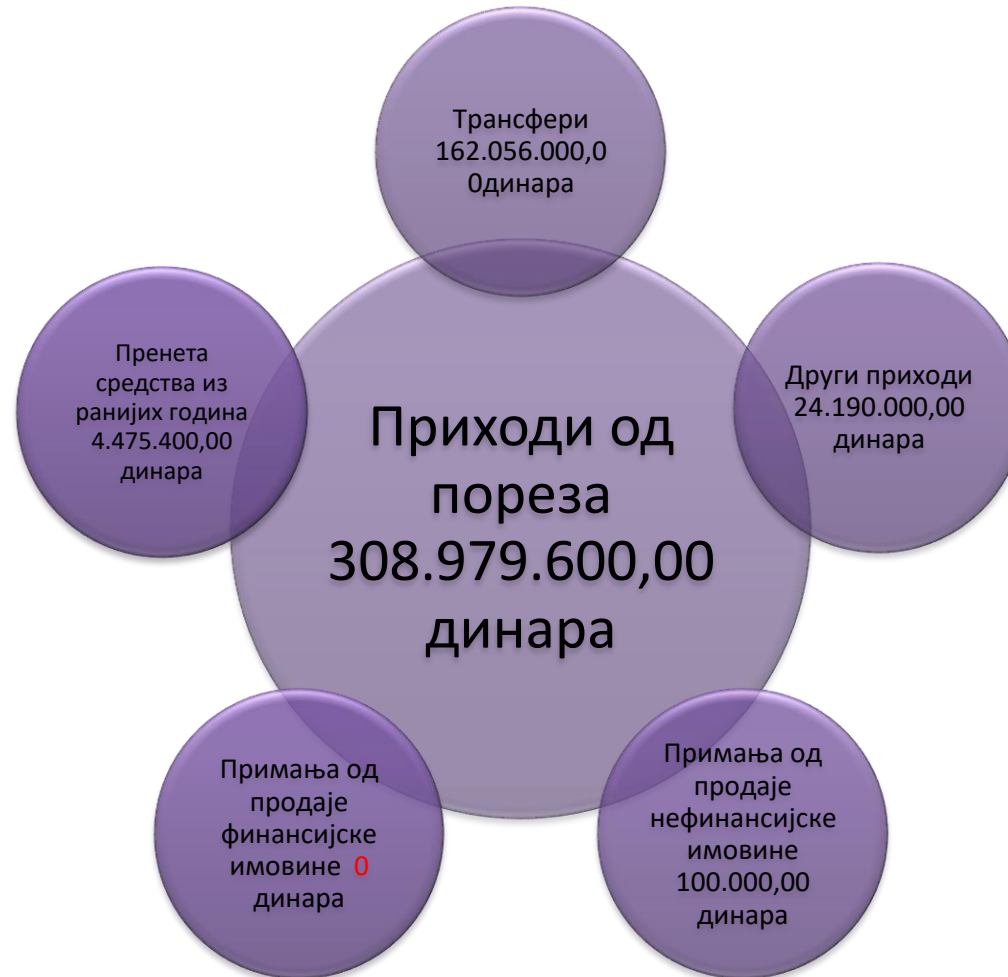 Трансфери
162.056.000,0
0динара
Пренета
средства из
ранијих година
4.475.400,00
динара
Други приходи
24.190.000,00
динара
Приходи од
пореза
308.979.600,00
динара
Примања од
продаје
финансијске
имовине 0
динара
Примања од
продаје
нефинансијске
имовине
100.000,00
динара